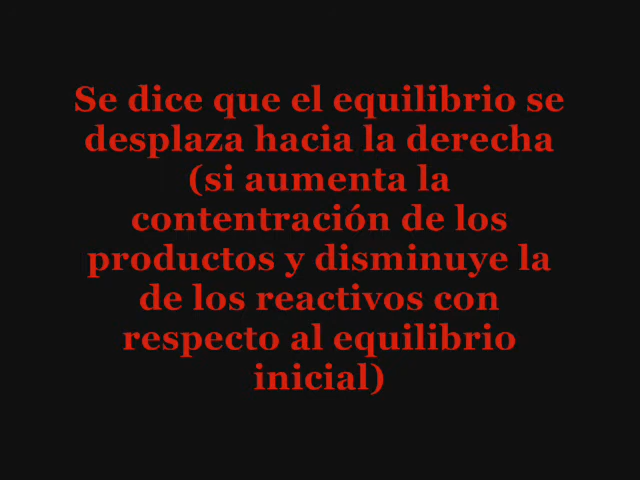 Se dice que el equilibrio se
desplaza hacia la derecha
(si aumenta la
contentración de los
productos y disminuye la
de los reactivos con
respecto al equilibrio
inicial)